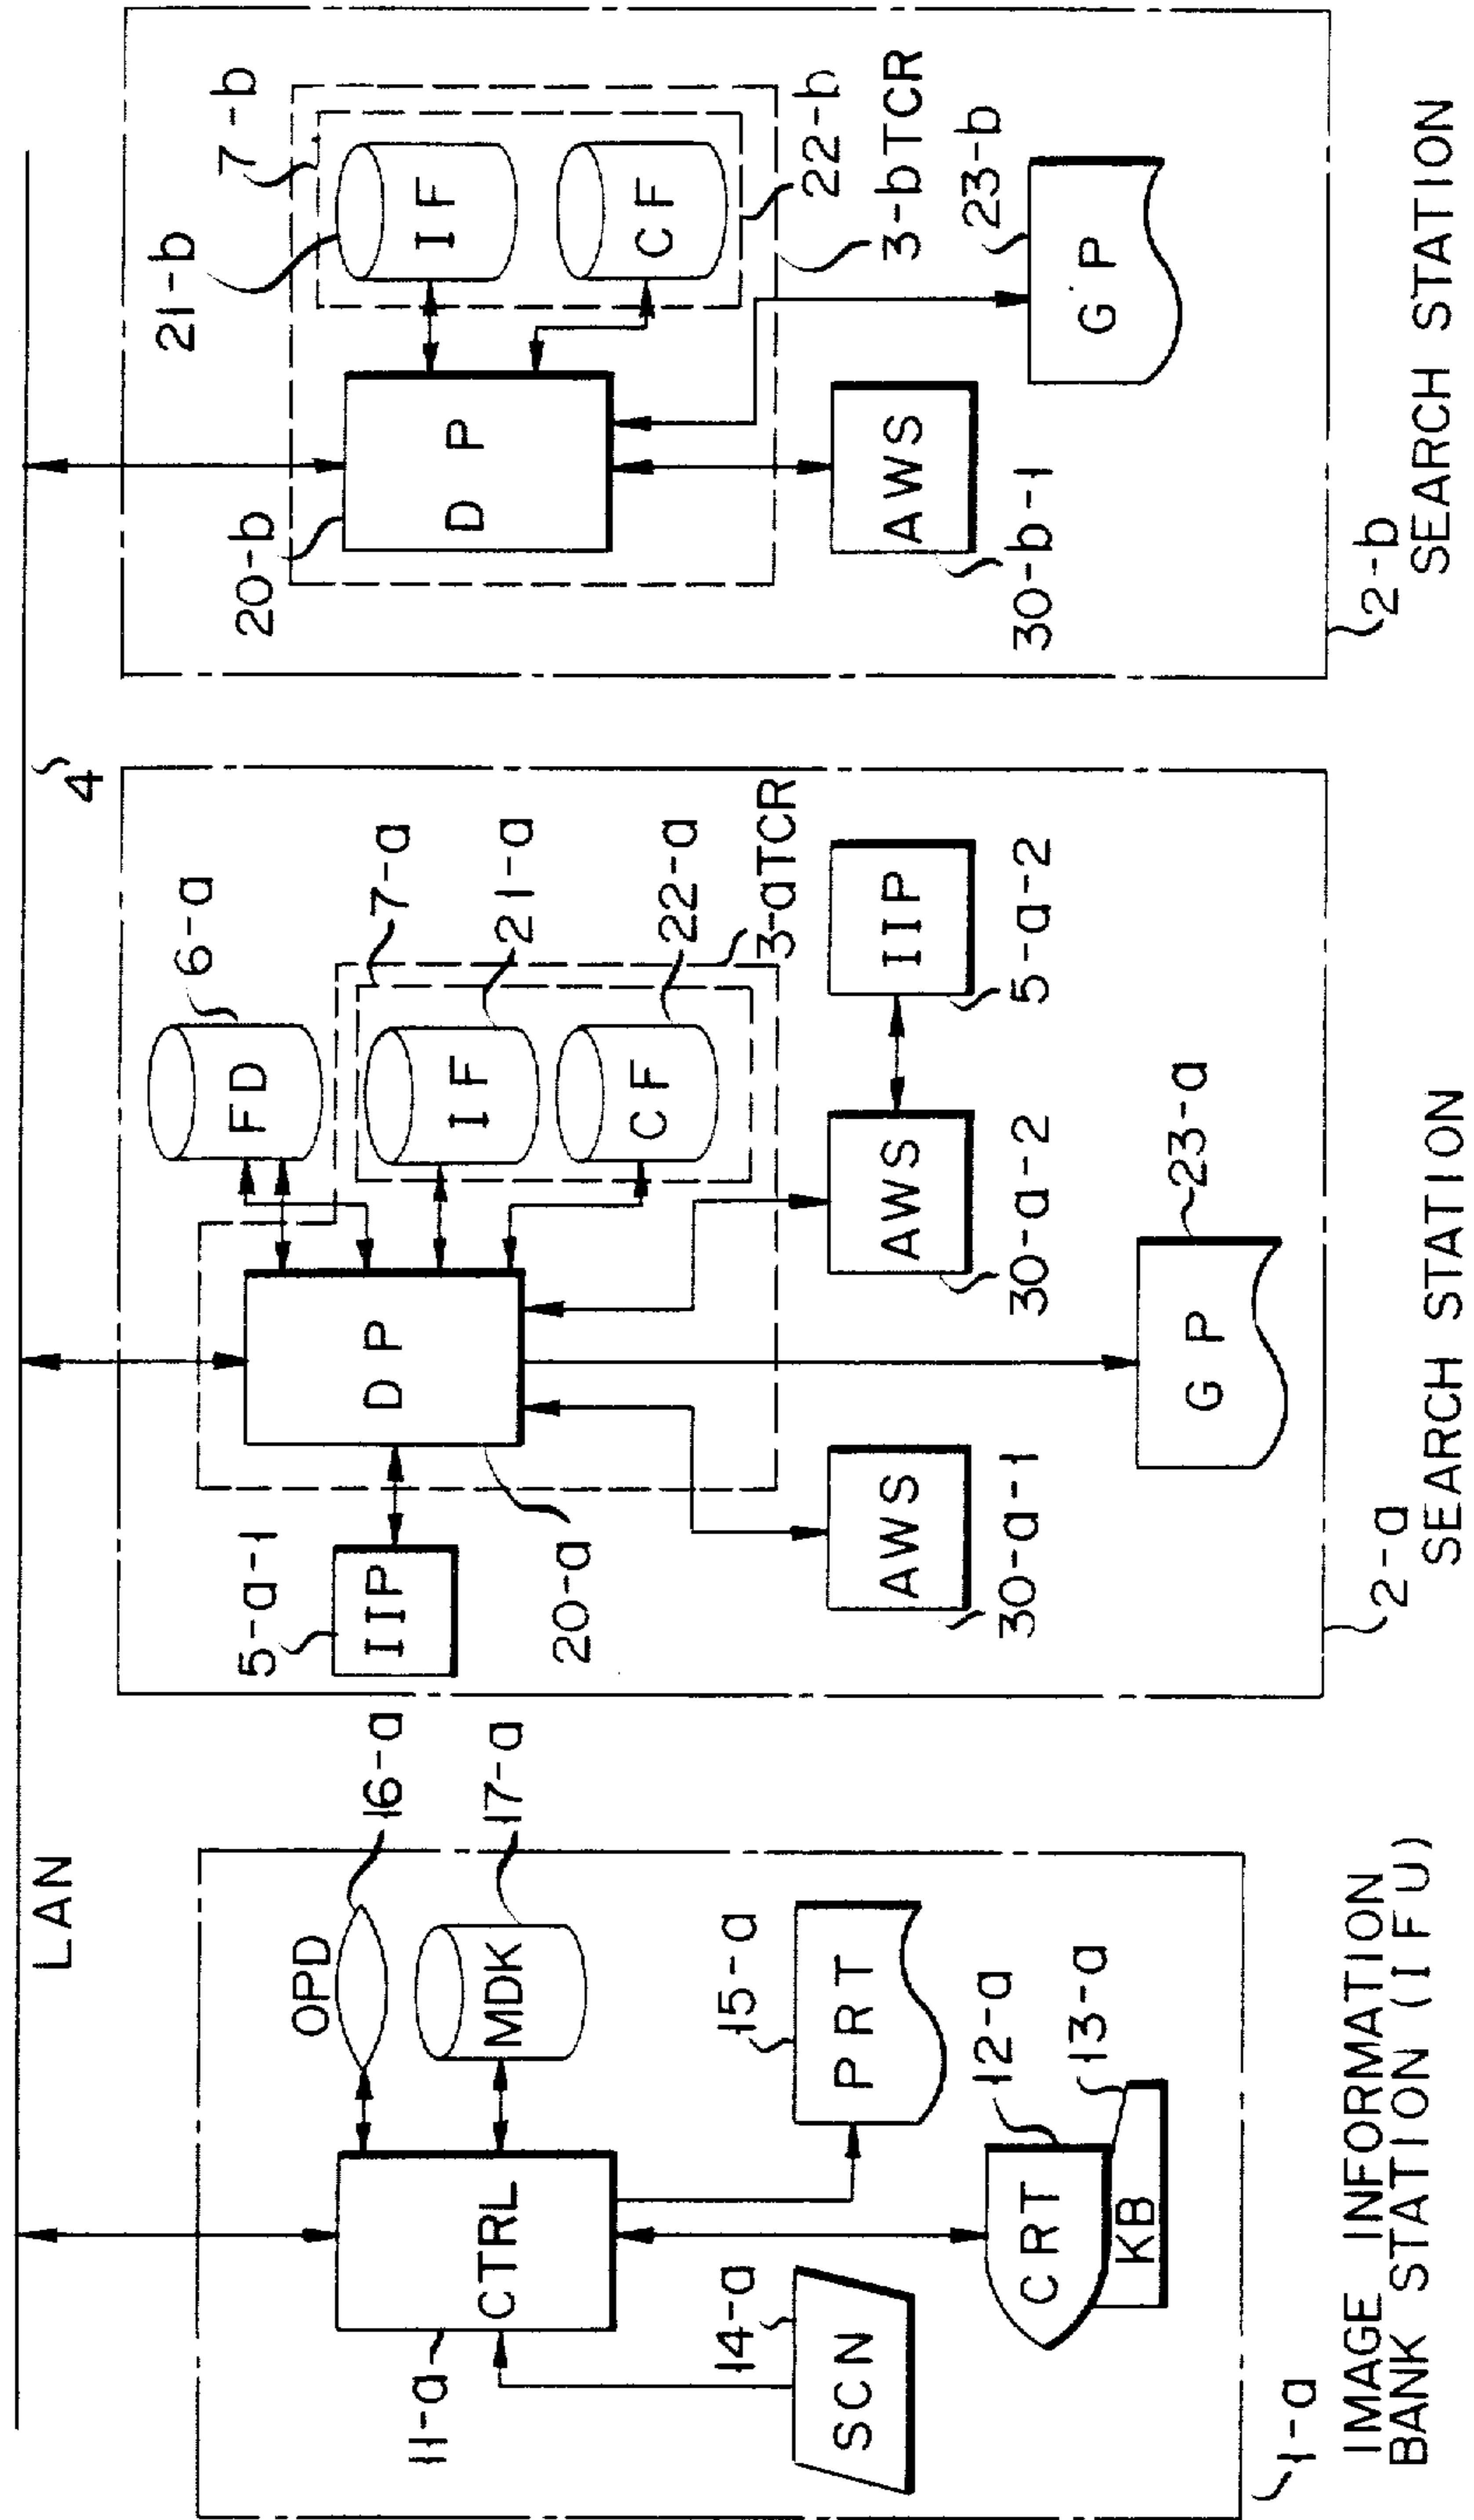 LAN
4
OPD
16-a
MDK
17-a
11-a
CTRL
14-a
SCN
15-a
PRT
12-a
CRT
13-a
KB
1-a
IMAGE INFORMATION
BANK STATION (IFU)
6-a
FD
7-a
IF
21-a
CF
22-a
3-aTCR
5-a-1
IIP
20-a
DP
AWS
30-a-1
AWS
30-a-2
IIP
5-a-2
GP
23-a
2-a
SEARCH STATION
21-b
7-b
IF
CF
22-b
3-bTCR
20-b
DP
AWS
30-b-1
GP
23-b
2-b
SEARCH STATION